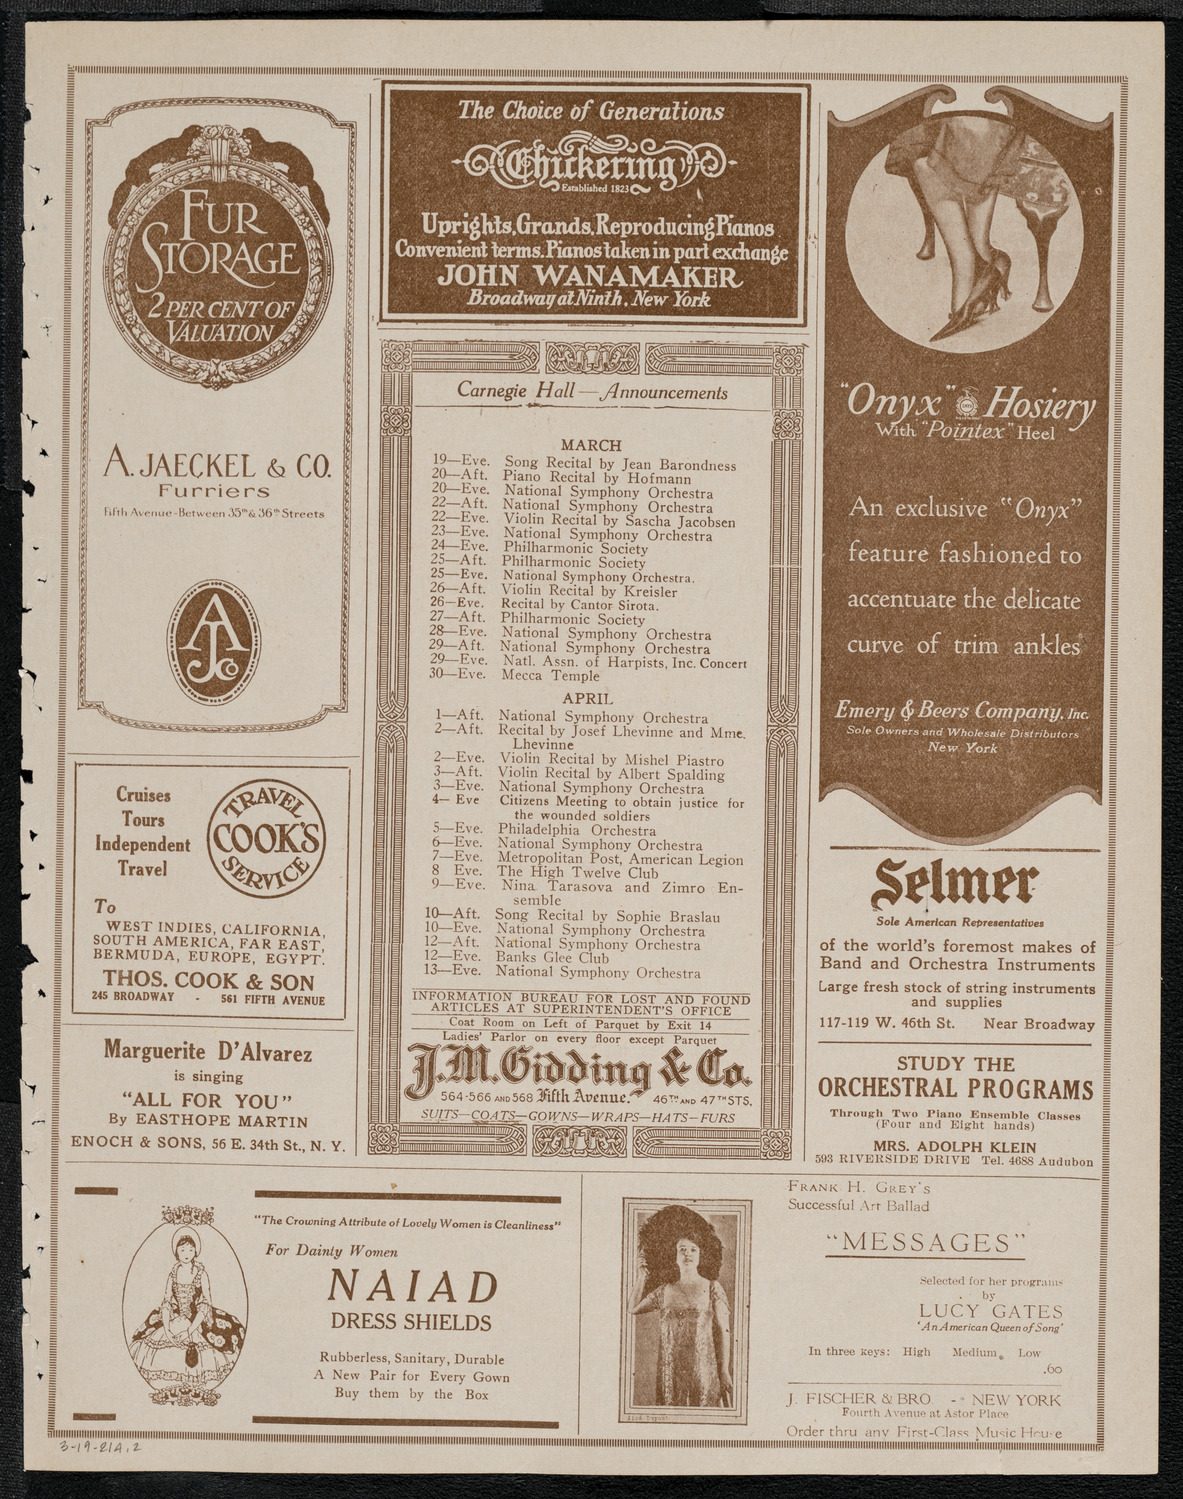 FUR
STORAGE
2 PER CENT OF
VALUATION
A. JAECKEL & CO.
Furriers
Fifth Avenue-Between 35th & 36th Streets
AJCo
Cruises
Tours
Independent
Travel
TRAVEL
COOK'S
SERVICE
To
WEST INDIES, CALIFORNIA,
SOUTH AMERICA, FAR EAST,
BERMUDA, EUROPE, EGYPT.
THOS. COOK & SON
245 BROADWAY - 561 FIFTH AVENUE
Marguerite D'Alvarez
is singing
"ALL FOR YOU"
By EASTHOPE MARTIN
ENOCH & SONS, 56 E. 34th St., N. Y.
The Choice of Generations
Chickering
Established 1823
Uprights, Grands, Reproducing Pianos
Convenient terms. Pianos taken in part exchange
JOHN WANAMAKER
Broadway at Ninth, New York
Carnegie Hall — Announcements
MARCH
19—Eve. Song Recital by Jean Barondness
20—Aft. Piano Recital by Hofmann
20—Eve. National Symphony Orchestra
22—Aft. National Symphony Orchestra
22—Eve. Violin Recital by Sascha Jacobsen
23—Eve. National Symphony Orchestra
24—Eve. Philharmonic Society
25—Aft. Philharmonic Society
25—Eve. National Symphony Orchestra.
26—Aft. Violin Recital by Kreisler
26—Eve. Recital by Cantor Sirota.
27—Aft. Philharmonic Society
28—Eve. National Symphony Orchestra
29—Aft. National Symphony Orchestra
29—Eve. Natl. Assn. of Harpists, Inc. Concert
30—Eve. Mecca Temple
APRIL
1—Aft. National Symphony Orchestra
2—Aft. Recital by Josef Lhevinne and Mme.
Lhevinne
2—Eve. Violin Recital by Mishel Piastro
3—Aft. Violin Recital by Albert Spalding
3—Eve. National Symphony Orchestra
4— Eve Citizens Meeting to obtain justice for
the wounded soldiers
5—Eve. Philadelphia Orchestra
6—Eve. National Symphony Orchestra
7—Eve. Metropolitan Post, American Legion
8 Eve. The High Twelve Club
9—Eve. Nina Tarasova and Zimro En-
semble
10—Aft. Song Recital by Sophie Braslau
10—Eve. National Symphony Orchestra
12—Aft. National Symphony Orchestra
12—Eve. Banks Glee Club
13—Eve. National Symphony Orchestra
INFORMATION BUREAU FOR LOST AND FOUND
ARTICLES AT SUPERINTENDENT'S OFFICE
Coat Room on Left of Parquet by Exit 14
Ladies' Parlor on every floor except Parquet
J.M. Gidding & Co.
564-566 AND 568 Fifth Avenue. 46TH AND 47TH STS.
SUITS—COATS—GOWNS—WRAPS—HATS—FURS
"Onyx" Hosiery
With "Pointex" Heel
An exclusive "Onyx"
feature fashioned to
accentuate the delicate
curve of trim ankles
Emery & Beers Company, Inc.
Sole Owners and Wholesale Distributors
New York
Selmer
Sole American Representatives
of the world's foremost makes of
Band and Orchestra Instruments
Large fresh stock of string instruments
and supplies
117-119 W. 46th St. Near Broadway
STUDY THE
ORCHESTRAL PROGRAMS
Through Two Piano Ensemble Classes
(Four and Eight hands)
MRS. ADOLPH KLEIN
593 RIVERSIDE DRIVE Tel. 4688 Audubon
"The Crowning Attribute of Lovely Women is Cleanliness"
For Dainty Women
NAIAD
DRESS SHIELDS
Rubberless, Sanitary, Durable
A New Pair for Every Gown
Buy them by the Box
FRANK H. GREY'S
Successful Art Ballad
"MESSAGES"
Selected for her programs
by
LUCY GATES
'An American Queen of Song'
In three keys: High Medium, Low
.60
J. FISCHER & BRO. - - NEW YORK
Fourth Avenue at Astor Place
Order thru any First-Class Music House
3-19-21A.2